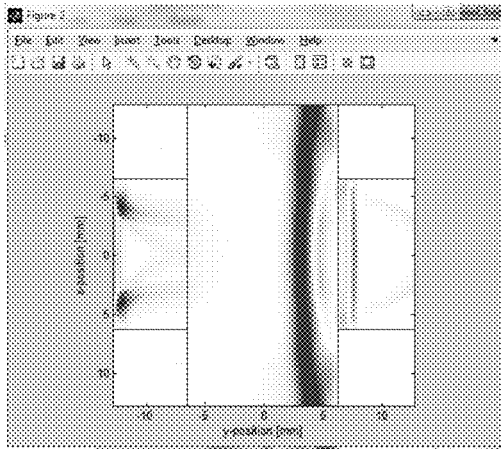 Figure 2
File Edit View Insert Tools Desktop Window Help
-10
-5
0
5
10
x-position [mm]
-10 -5 0 5 10
y-position [mm]